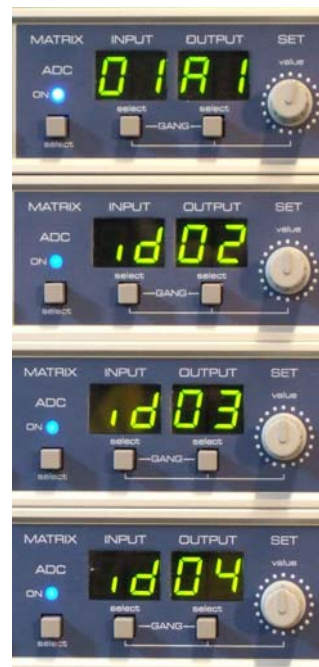 MATRIX INPUT OUTPUT SET
ADC value
ON 01 A1
select select
GANG
select
MATRIX INPUT OUTPUT SET
ADC value
ON id 02
select select
GANG
select
MATRIX INPUT OUTPUT SET
ADC value
ON id 03
select select
GANG
select
MATRIX INPUT OUTPUT SET
ADC value
ON id 04
select select
GANG
select